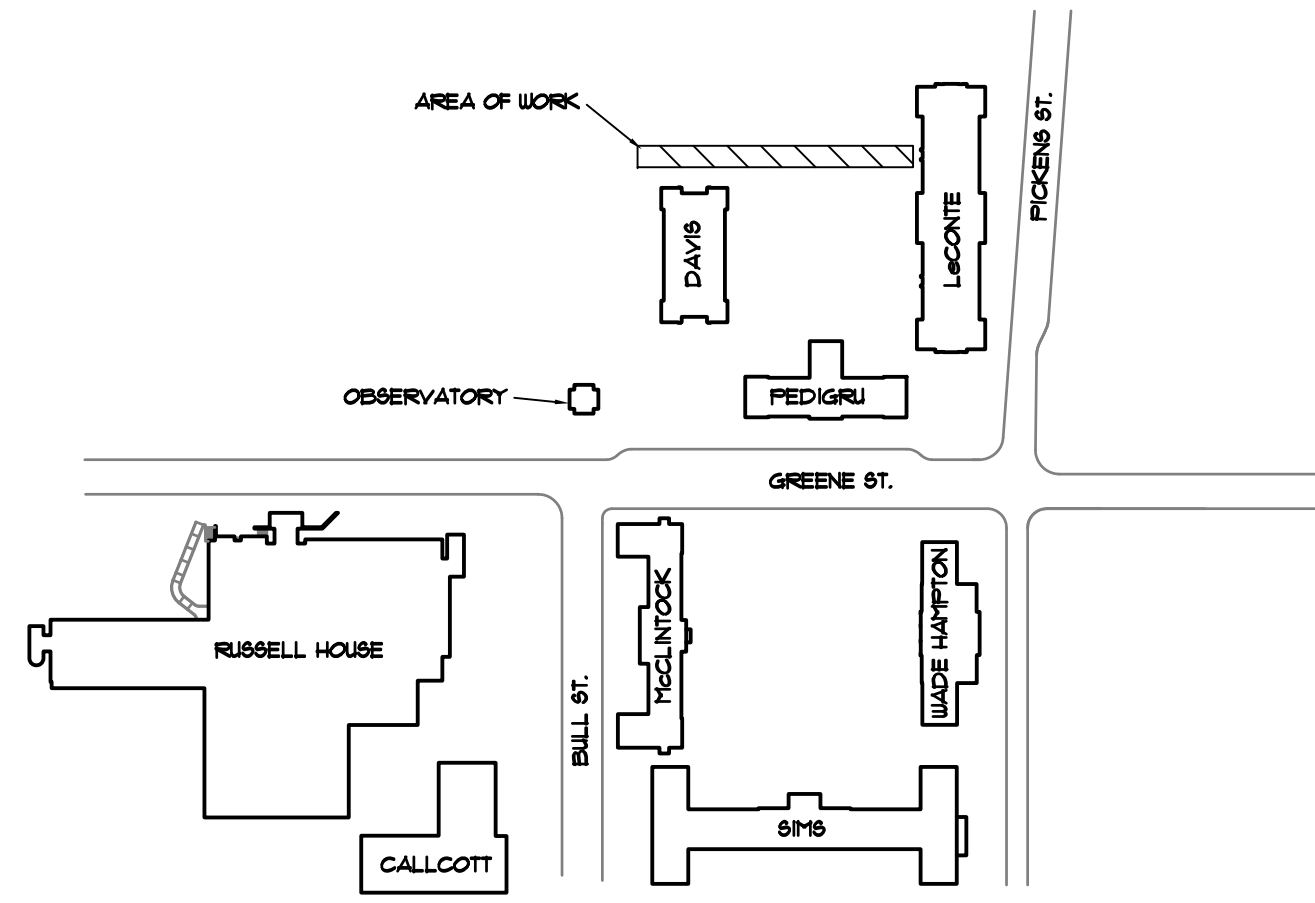 AREA OF WORK
PICKENS ST.
DAVIS
LeCONTE
OBSERVATORY
PEDIGRU
GREENE ST.
RUSSELL HOUSE
McCLINTOCK
WADE HAMPTON
BULL ST.
SIMS
CALLCOTT